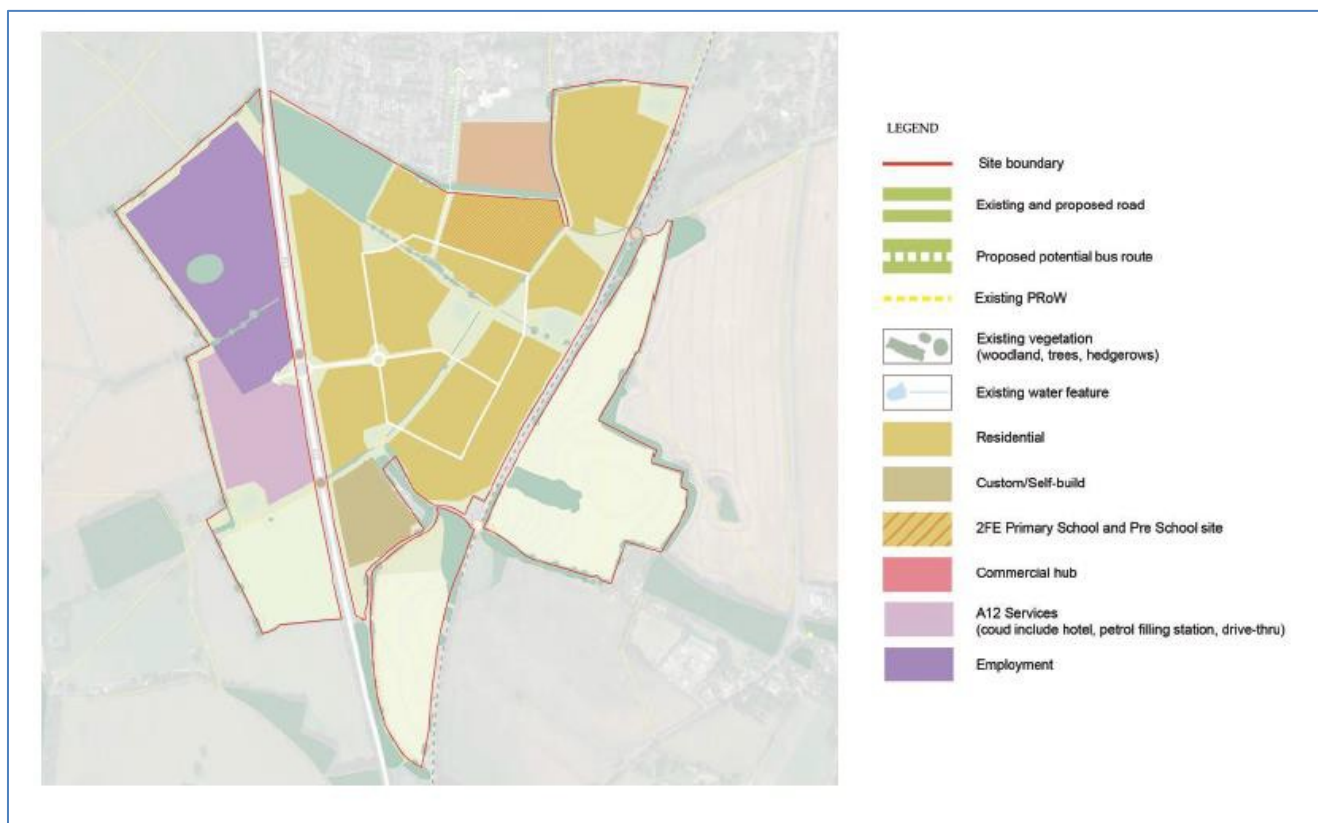 LEGEND
Site boundary
Existing and proposed road
Proposed potential bus route
Existing PRoW
Existing vegetation
(woodland, trees, hedgerows)
Existing water feature
Residential
Custom/Self-build
2FE Primary School and Pre School site
Commercial hub
A12 Services
(coud include hotel, petrol filling station, drive-thru)
Employment